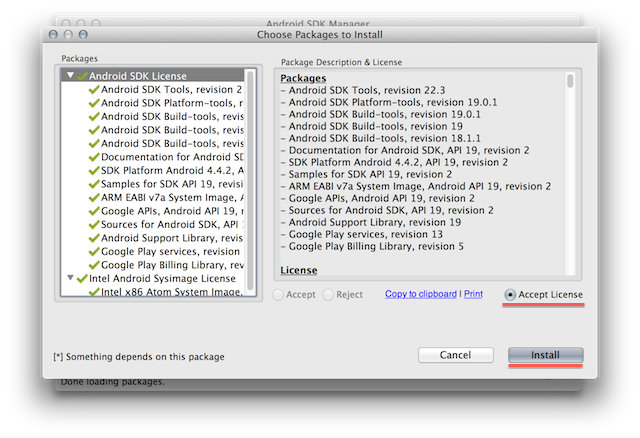 Android SDK Manager
Choose Packages to Install
Packages
Android SDK License
Android SDK Tools, revision 2
Android SDK Platform-tools, r
Android SDK Build-tools, revis
Android SDK Build-tools, revis
Android SDK Build-tools, revis
Documentation for Android SD
SDK Platform Android 4.4.2, AF
Samples for SDK API 19, revisi
ARM EABI v7a System Image, A
Google APIs, Android API 19, r
Sources for Android SDK, API
Android Support Library, revis
Google Play services, revision
Google Play Billing Library, re
Intel Android Sysimage License
Intel x86 Atom System Image,
Package Description & License
Packages
- Android SDK Tools, revision 22.3
- Android SDK Platform-tools, revision 19.0.1
- Android SDK Build-tools, revision 19.0.1
- Android SDK Build-tools, revision 19
- Android SDK Build-tools, revision 18.1.1
- Documentation for Android SDK, API 19, revision 2
- SDK Platform Android 4.4.2, API 19, revision 2
- Samples for SDK API 19, revision 2
- ARM EABI v7a System Image, Android API 19, revision 2
- Google APIs, Android API 19, revision 2
- Sources for Android SDK, API 19, revision 2
- Android Support Library, revision 19
- Google Play services, revision 13
- Google Play Billing Library, revision 5
License
Accept Reject Copy to clipboard | Print Accept License
[*] Something depends on this package
Cancel Install
Done loading packages.